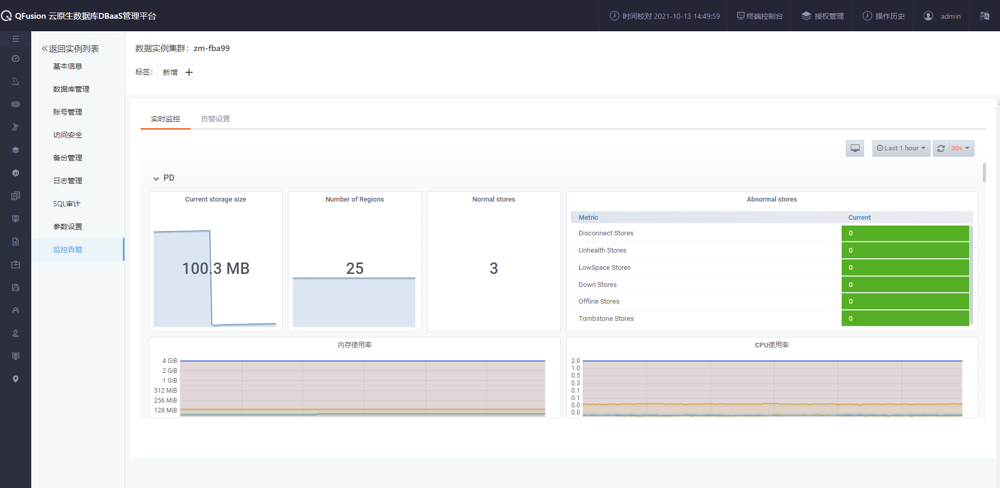 QFusion 云原生数据库DBaaS管理平台
时间校对 2021-10-13 14:49:59
终端控制台
授权管理
操作历史
admin
«返回实例列表
基本信息
数据库管理
账号管理
访问安全
备份管理
日志管理
SQL审计
参数设置
监控告警
数据实例集群：zm-fba99
标签： 新增 +
实时监控 告警设置
Last 1 hour 30s
PD
Current storage size
100.3 MB
Number of Regions
25
Normal stores
3
Abnormal stores
Metric Current
Disconnect Stores 0
Unhealth Stores 0
LowSpace Stores 0
Down Stores 0
Offline Stores 0
Tombstone Stores 0
内存使用率
4 GiB
2 GiB
1 GiB
512 MiB
256 MiB
128 MiB
CPU使用率
2.0
1.0
0.5
0.3
0.1
0.1
0.0
0.0